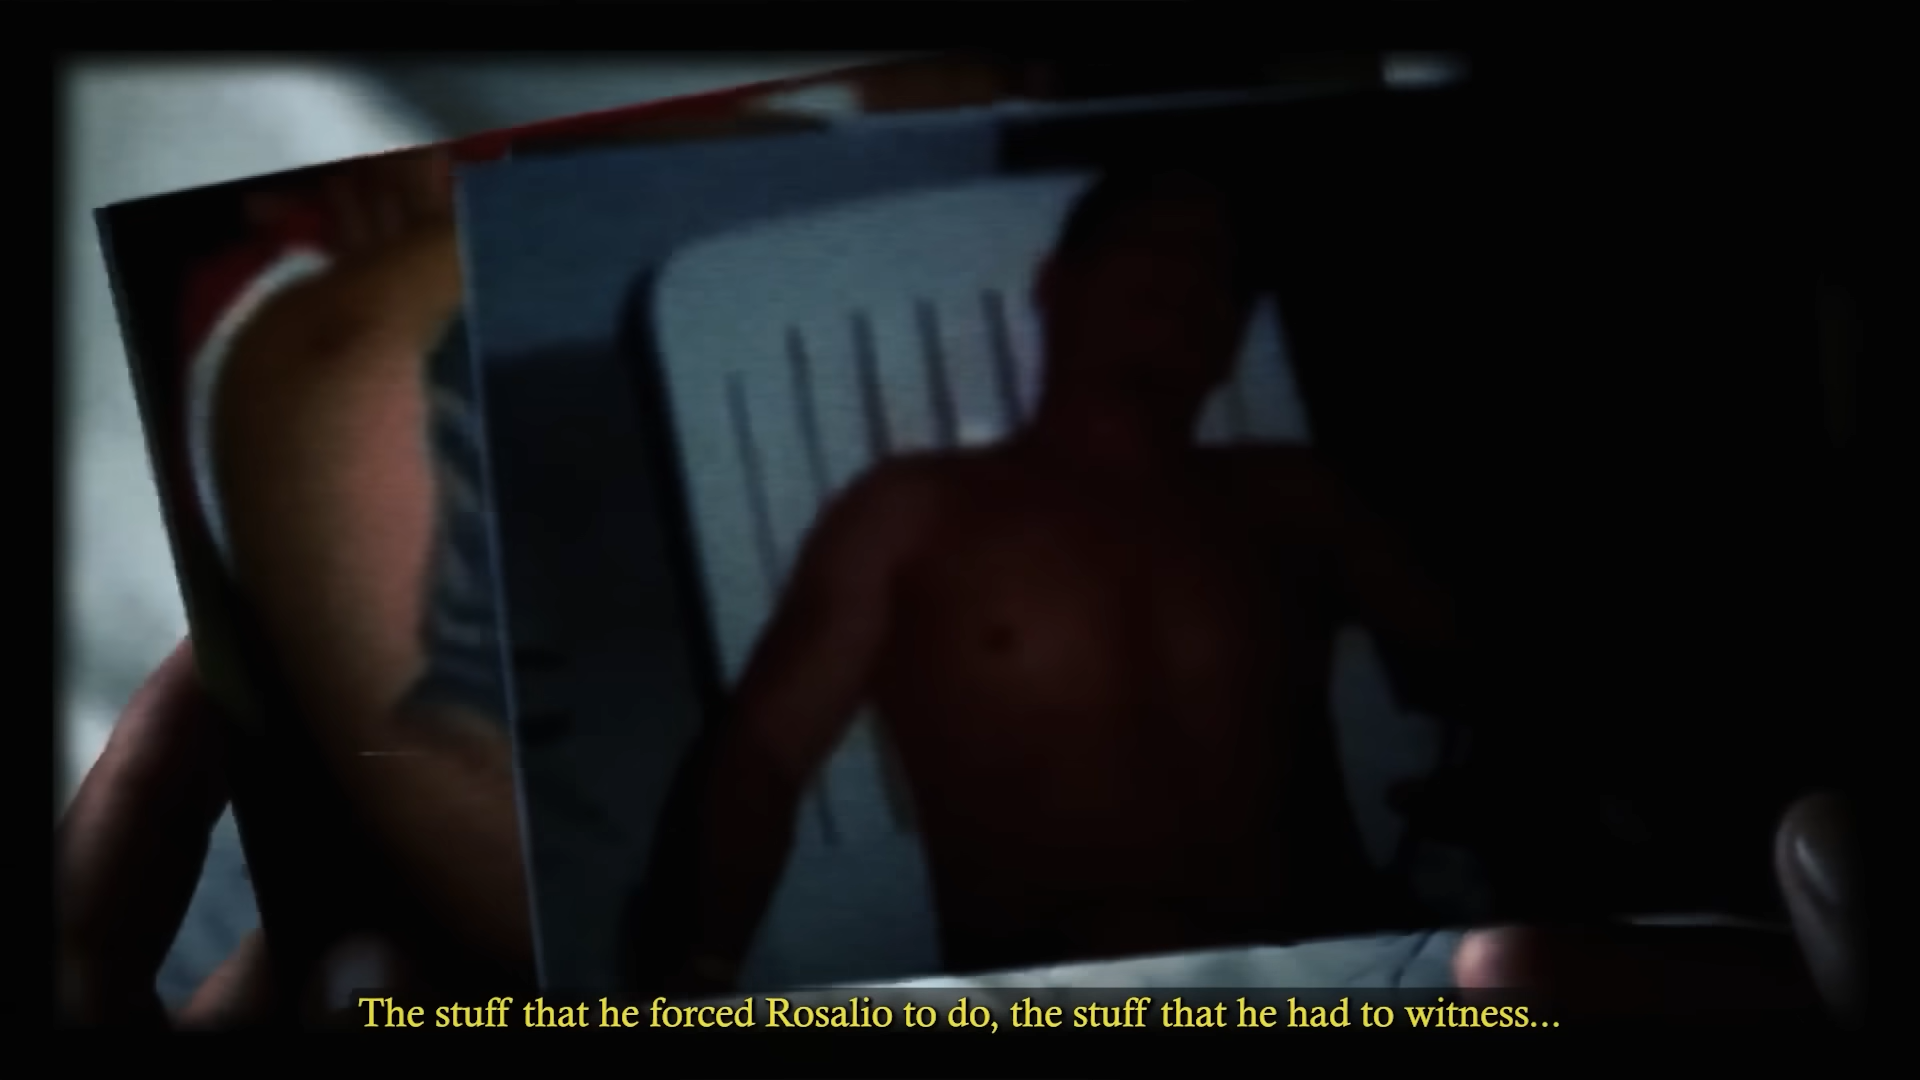 The stuff that he forced Rosalio to do, the stuff that he had to witness...